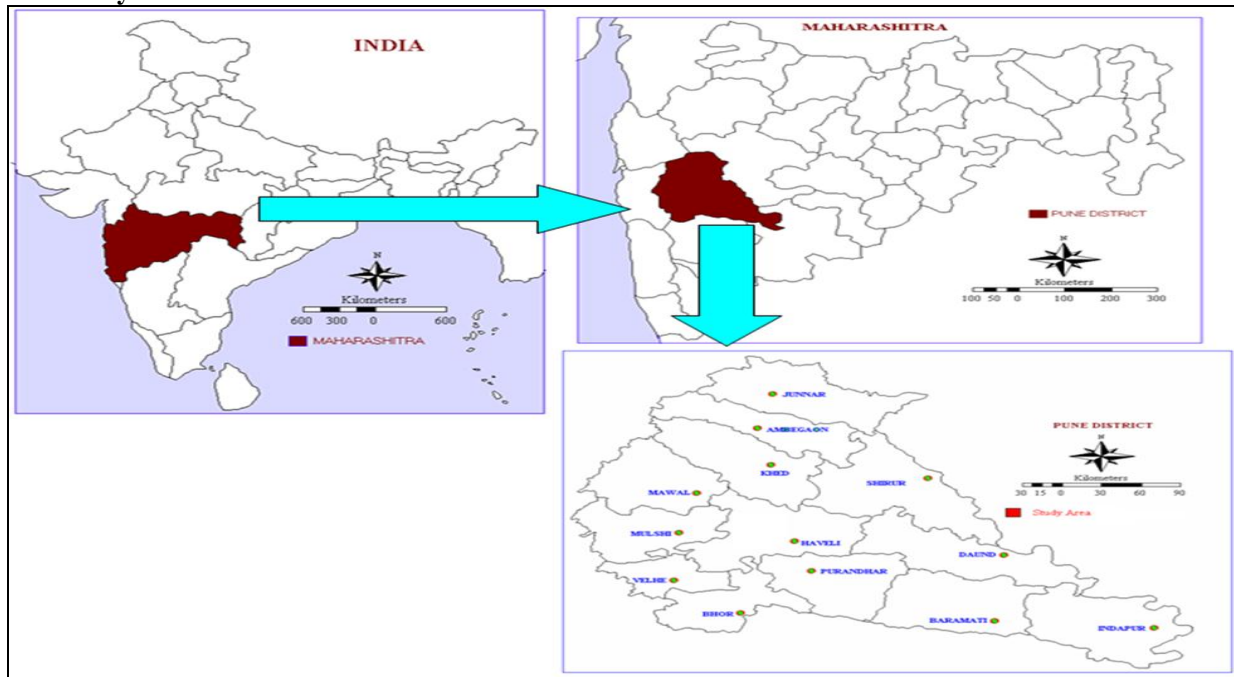 INDIA
N
Kilometers
600 300 0 600
MAHARASHITRA
MAHARASHITRA
PUNE DISTRICT
N
Kilometers
100 50 0 100 200 300
JUNNAR
AMBEGAON
KHED
SHIRUR
MAWAL
MULSHI
HAVELI
DAUND
VELHE
PURANDHAR
BHOR
BARAMATI
INDAPUR
PUNE DISTRICT
N
Kilometers
30 15 0 30 60 90
Study Area